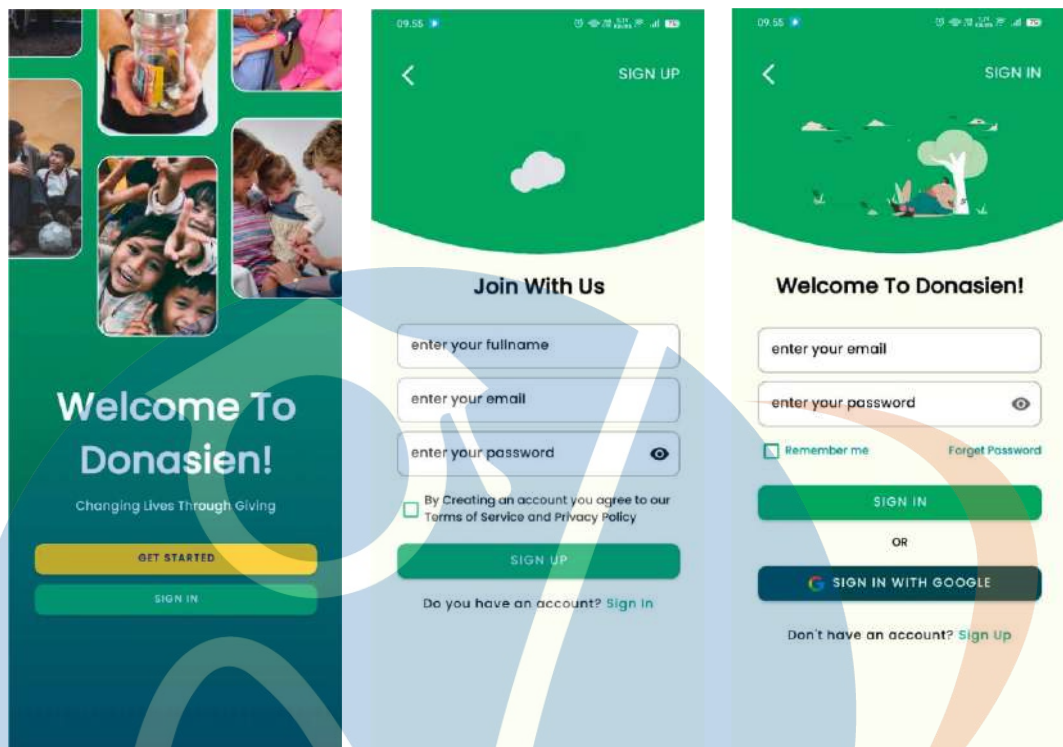 Welcome To
Donasien!
Changing Lives Through Giving
GET STARTED
SIGN IN
09.55
SIGN UP
Join With Us
enter your fullname
enter your email
enter your password
By Creating an account you agree to our
Terms of Service and Privacy Policy
SIGN UP
Do you have an account? Sign In
09.55
SIGN IN
Welcome To Donasien!
enter your email
enter your password
Remember me
Forget Password
SIGN IN
OR
SIGN IN WITH GOOGLE
Don't have an account? Sign Up